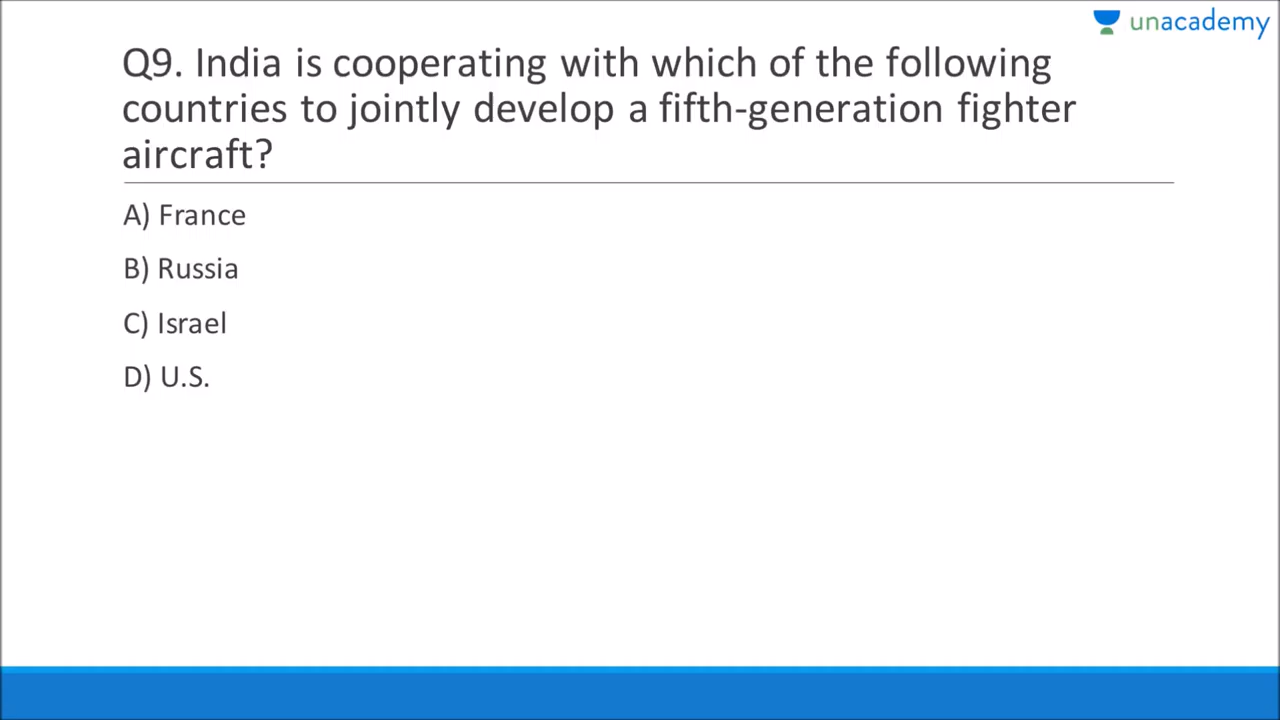 unacademy
Q9. India is cooperating with which of the following
countries to jointly develop a fifth-generation fighter
aircraft?
A) France
B) Russia
C) Israel
D) U.S.